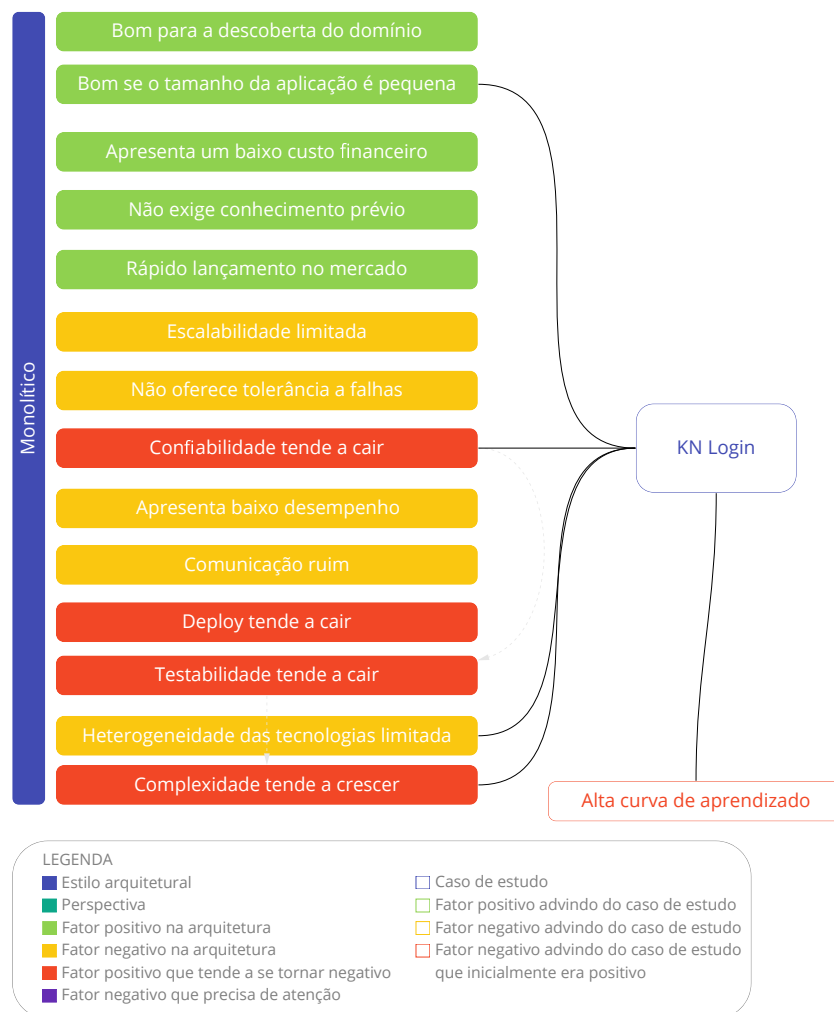 Monolítico
Bom para a descoberta do domínio
Bom se o tamanho da aplicação é pequena
Apresenta um baixo custo financeiro
Não exige conhecimento prévio
Rápido lançamento no mercado
Escalabilidade limitada
Não oferece tolerância a falhas
Confiabilidade tende a cair
Apresenta baixo desempenho
Comunicação ruim
Deploy tende a cair
Testabilidade tende a cair
Heterogeneidade das tecnologias limitada
Complexidade tende a crescer
KN Login
Alta curva de aprendizado
LEGENDA
Estilo arquitetural
Perspectiva
Fator positivo na arquitetura
Fator negativo na arquitetura
Fator positivo que tende a se tornar negativo
Fator negativo que precisa de atenção
Caso de estudo
Fator positivo advindo do caso de estudo
Fator negativo advindo do caso de estudo
Fator negativo advindo do caso de estudo
que inicialmente era positivo